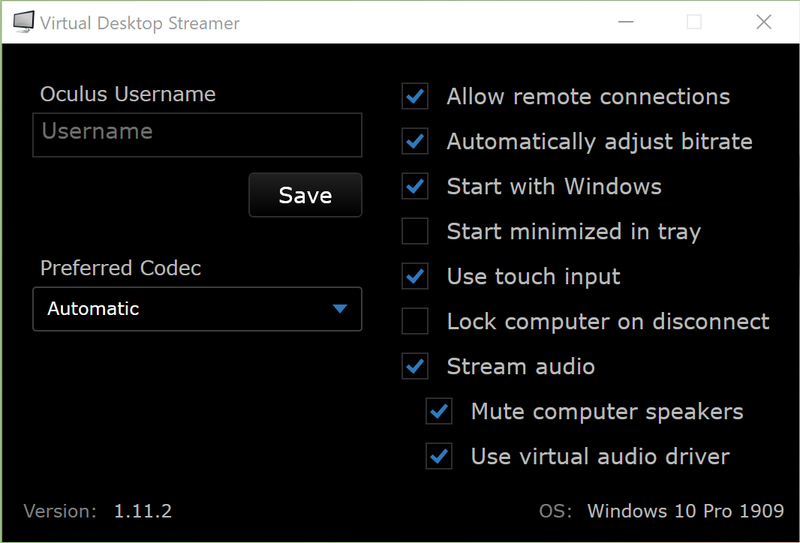 Virtual Desktop Streamer
Oculus Username
Username
Save
Preferred Codec
Automatic
Allow remote connections
Automatically adjust bitrate
Start with Windows
Start minimized in tray
Use touch input
Lock computer on disconnect
Stream audio
Mute computer speakers
Use virtual audio driver
Version: 1.11.2
OS: Windows 10 Pro 1909